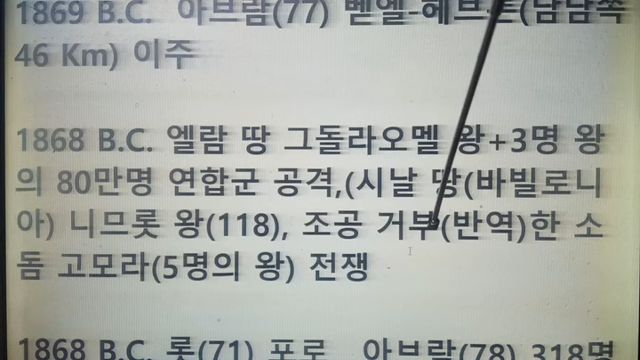 1869 B.C. 아브람(77) 벧엘-헤브론(남남쪽
46 Km) 이주
1868 B.C. 엘람 땅 그돌라오멜 왕+3명 왕
의 80만명 연합군 공격,(시날 땅(바빌로니
아) 니므롯 왕(118), 조공 거부(반역)한 소
돔 고모라(5명의 왕) 전쟁
1868 B.C. 롯(71) 포로, 아브람(78) 318명